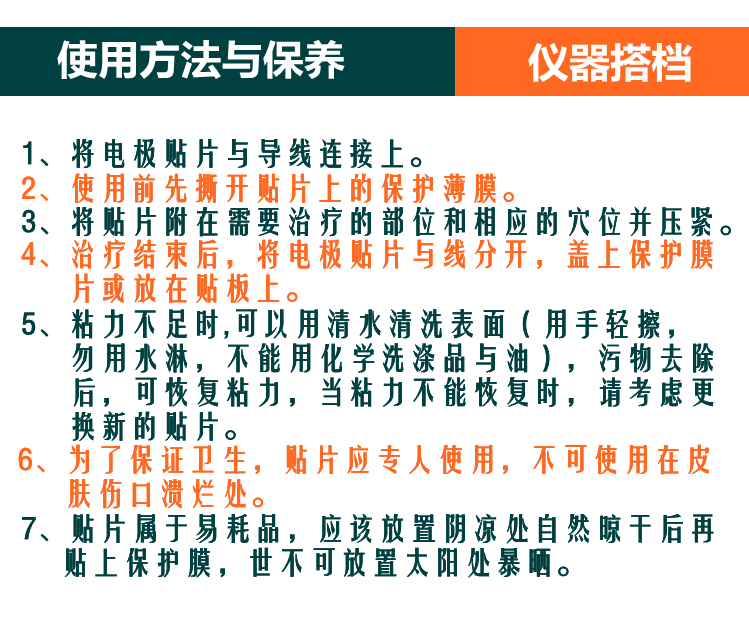 使用方法与保养
仪器搭档
1、将电极贴片与导线连接上。
2、使用前先撕开贴片上的保护薄膜。
3、将贴片附在需要治疗的部位和相应的穴位并压紧。
4、治疗结束后，将电极贴片与线分开，盖上保护膜
片或放在贴板上。
5、粘力不足时,可以用清水清洗表面（用手轻擦，
勿用水淋，不能用化学洗涤品与油），污物去除
后，可恢复粘力，当粘力不能恢复时，请考虑更
换新的贴片。
6、为了保证卫生，贴片应专人使用，不可使用在皮
肤伤口溃烂处。
7、贴片属于易耗品，应该放置阴凉处自然晾干后再
贴上保护膜，世不可放置太阳处暴晒。